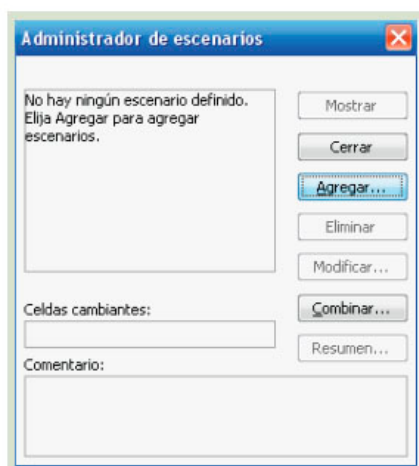 Administrador de escenarios
No hay ningún escenario definido.
Elija Agregar para agregar
escenarios.
Mostrar
Cerrar
Agregar...
Eliminar
Modificar...
Celdas cambiantes:
Combinar...
Resumen...
Comentario: